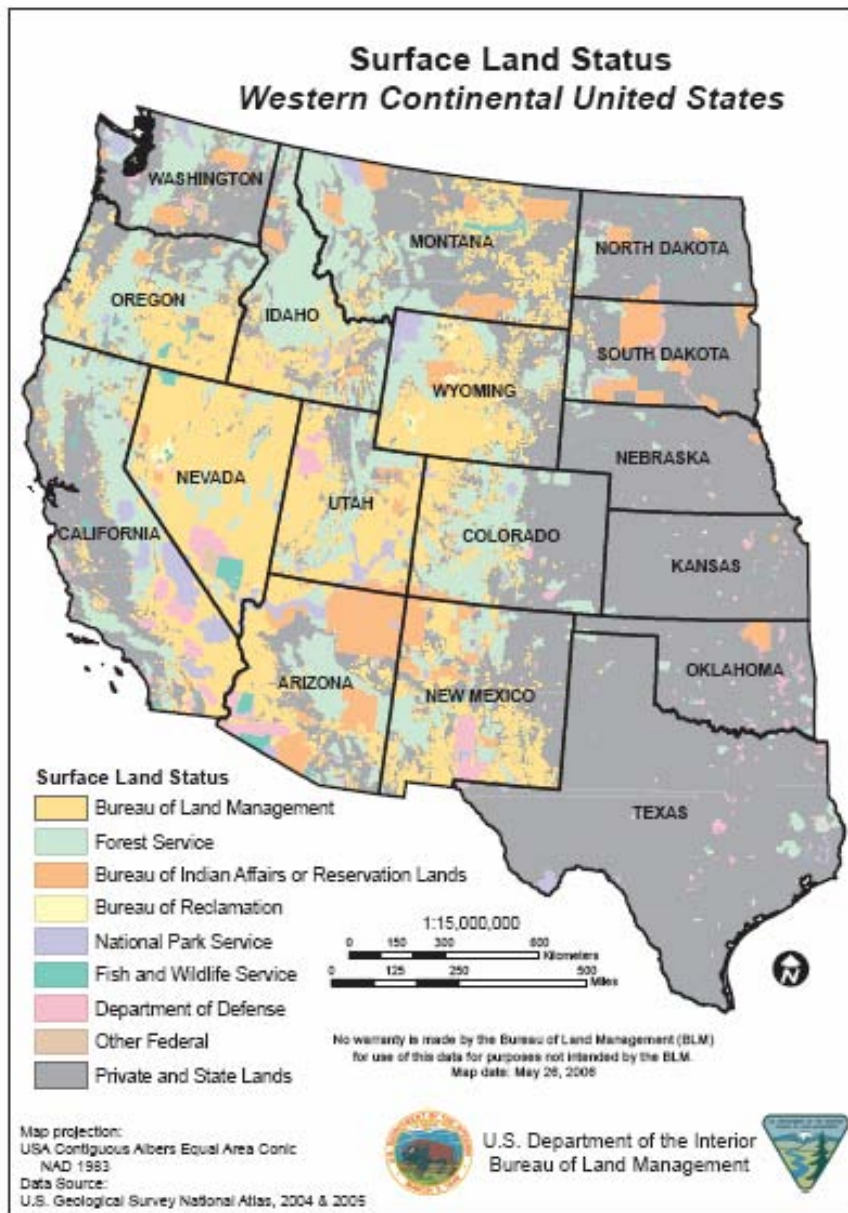 Surface Land Status
Western Continental United States
WASHINGTON
MONTANA
NORTH DAKOTA
OREGON
IDAHO
SOUTH DAKOTA
WYOMING
NEBRASKA
NEVADA
UTAH
CALIFORNIA
COLORADO
KANSAS
ARIZONA
NEW MEXICO
OKLAHOMA
TEXAS
Surface Land Status
Bureau of Land Management
Forest Service
Bureau of Indian Affairs or Reservation Lands
Bureau of Reclamation
National Park Service
Fish and Wildlife Service
Department of Defense
Other Federal
Private and State Lands
1:15,000,000
0 150 300 600
Kilometers
0 125 250 500
Miles
N
No warranty is made by the Bureau of Land Management (BLM)
for use of this data for purposes not intended by the BLM.
Map date: May 26, 2006
Map projection:
USA Contiguous Albers Equal Area Conic
NAD 1983
Data Source:
U.S. Geological Survey National Atlas, 2004 & 2005
U.S. Department of the Interior
Bureau of Land Management